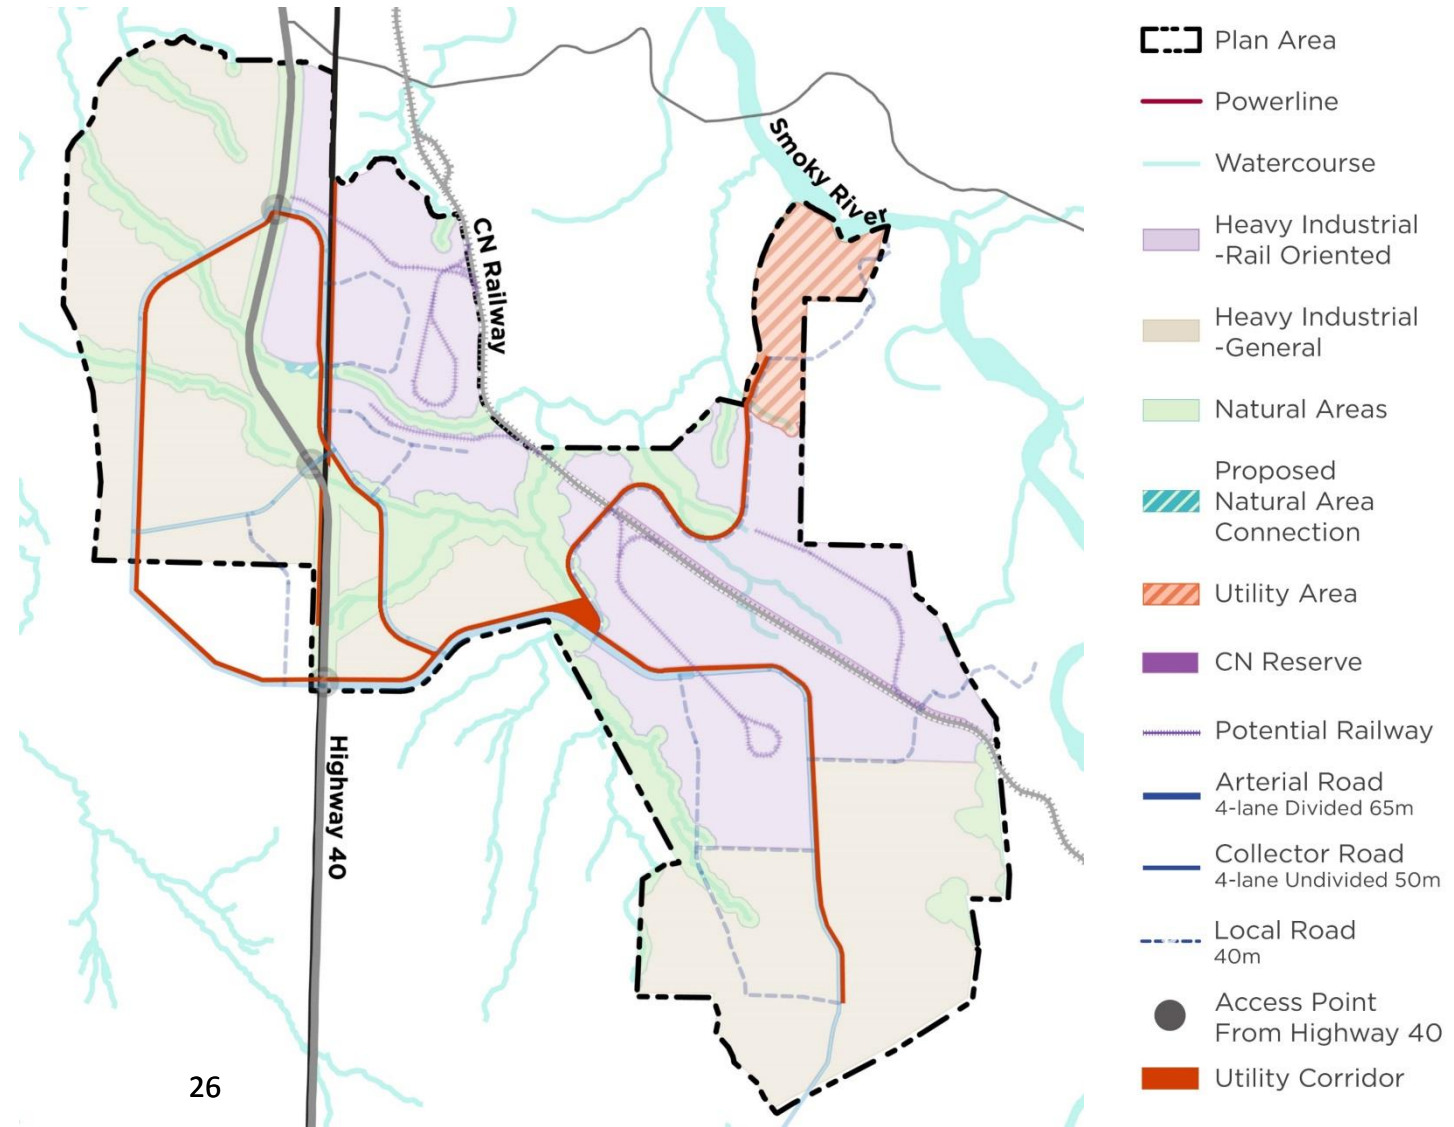 Smoky River
CN Railway
Highway 40
26
Plan Area
Powerline
Watercourse
Heavy Industrial
-Rail Oriented
Heavy Industrial
-General
Natural Areas
Proposed
Natural Area
Connection
Utility Area
CN Reserve
Potential Railway
Arterial Road
4-lane Divided 65m
Collector Road
4-lane Undivided 50m
Local Road
40m
Access Point
From Highway 40
Utility Corridor